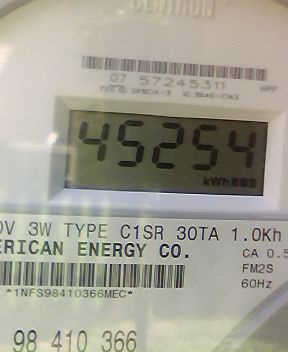 CENTRON
07 57245311
45254
kWh
0V 3W TYPE C1SR 30TA 1.0Kh
ERICAN ENERGY CO.
CA 0.5
FM2S
60Hz
*1NFS98410366MEC*
98 410 366